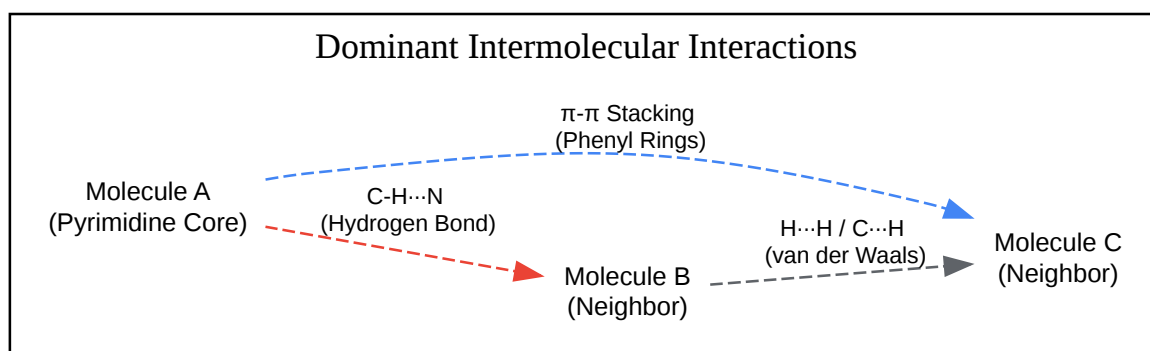 Dominant Intermolecular Interactions
π-π Stacking
(Phenyl Rings)
Molecule A
(Pyrimidine Core)
C-H···N
(Hydrogen Bond)
H···H / C···H
(van der Waals)
Molecule B
(Neighbor)
Molecule C
(Neighbor)